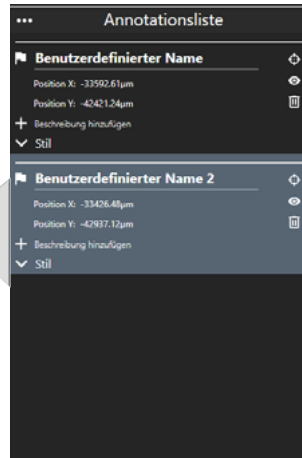 Annotationsliste
Benutzerdefinierter Name
Position X: -33592.61µm
Position Y: -42421.24µm
Beschreibung hinzufügen
Stil
Benutzerdefinierter Name 2
Position X: -33426.48µm
Position Y: -42937.12µm
Beschreibung hinzufügen
Stil